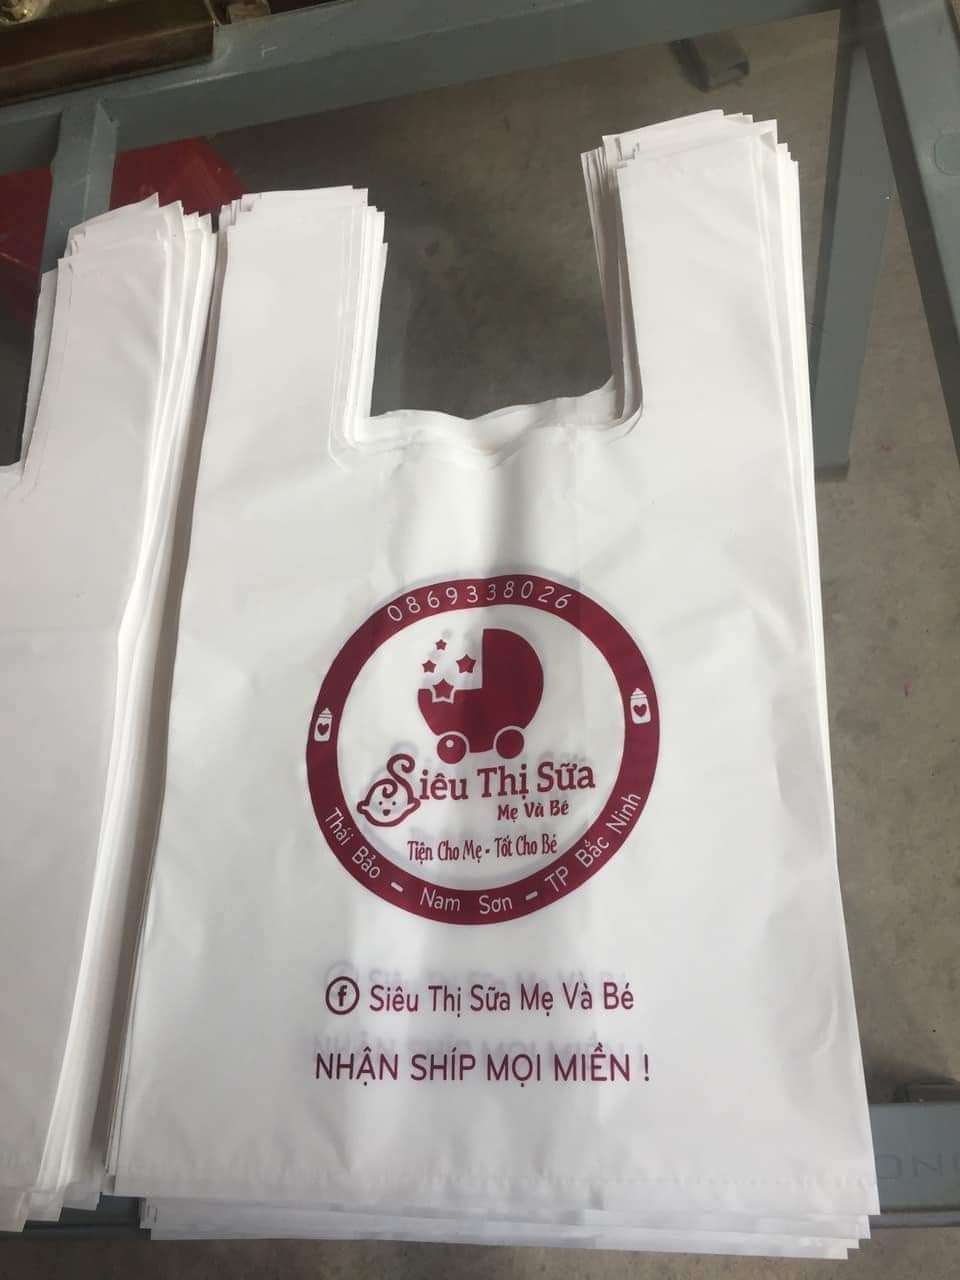 0869338026
Siêu Thị Sữa
Mẹ Và Bé
Tiện Cho Mẹ - Tốt Cho Bé
Thái Bảo - Nam Sơn - TP Bắc Ninh
f Siêu Thị Sữa Mẹ Và Bé
NHẬN SHÍP MỌI MIỀN !